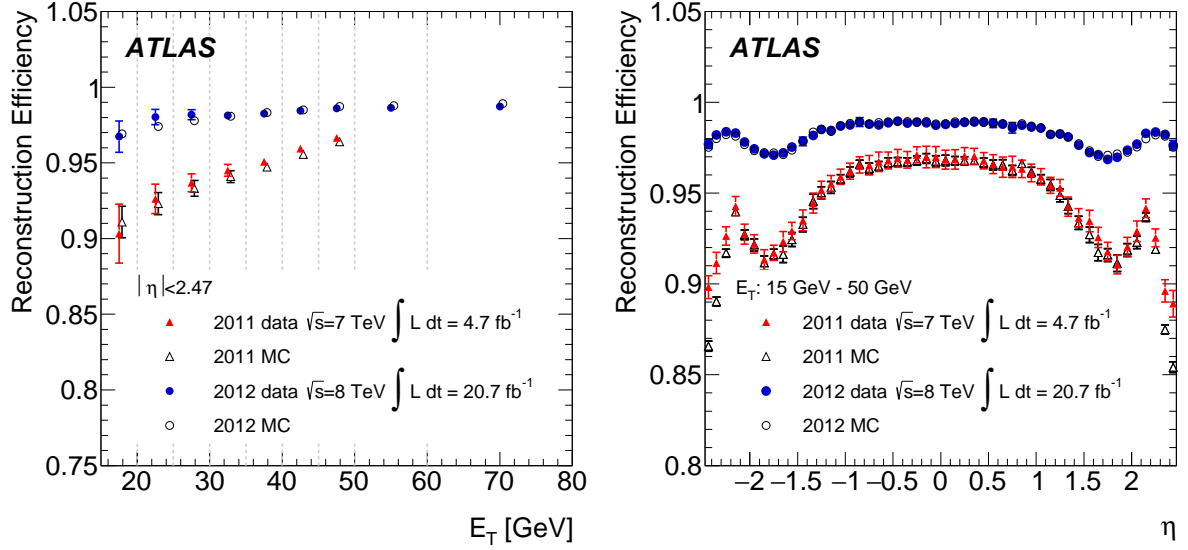 Reconstruction Efficiency
1.05
1
0.95
0.9
0.85
0.8
0.75
ATLAS
|η|<2.47
2011 data √s=7 TeV ∫ L dt = 4.7 fb⁻¹
2011 MC
2012 data √s=8 TeV ∫ L dt = 20.7 fb⁻¹
2012 MC
20 30 40 50 60 70 80
E_T [GeV]
Reconstruction Efficiency
1.05
1
0.95
0.9
0.85
0.8
ATLAS
E_T: 15 GeV - 50 GeV
2011 data √s=7 TeV ∫ L dt = 4.7 fb⁻¹
2011 MC
2012 data √s=8 TeV ∫ L dt = 20.7 fb⁻¹
2012 MC
−2 −1.5 −1 −0.5 0 0.5 1 1.5 2
η